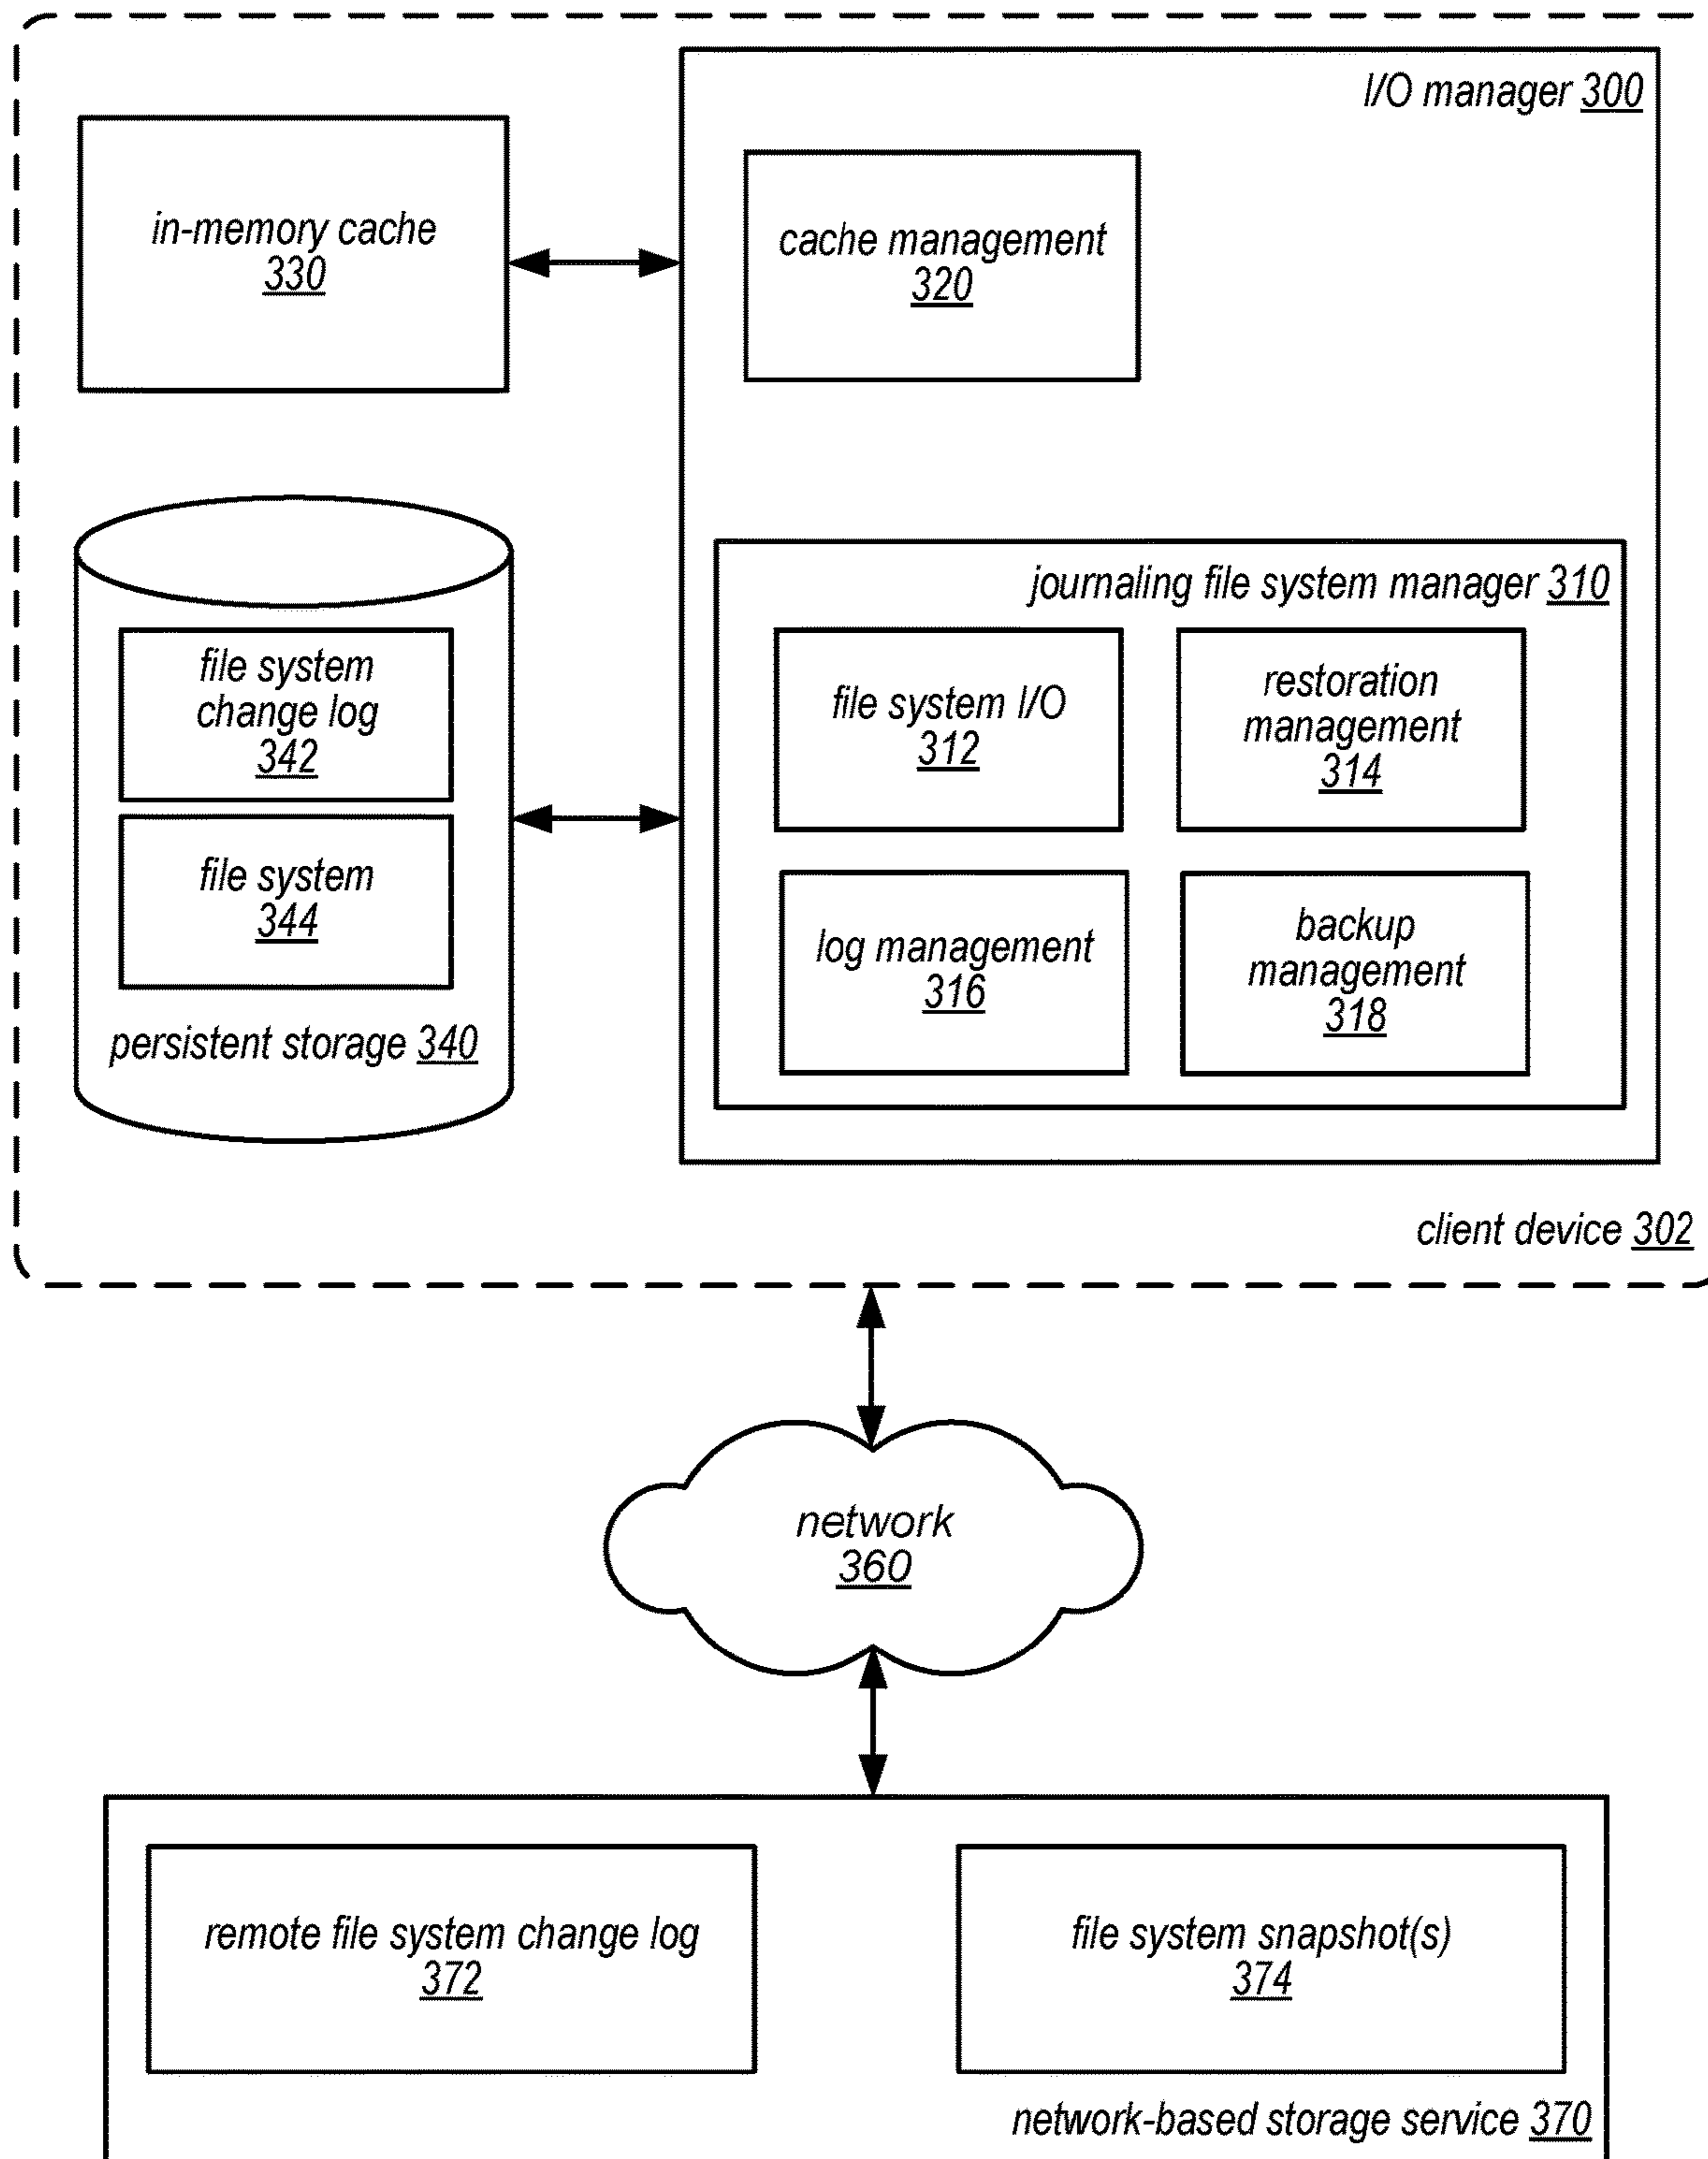 I/O manager 300
in-memory cache
330
cache management
320
journaling file system manager 310
file system
change log
342
file system I/O
312
restoration
management
314
file system
344
log management
316
backup
management
318
persistent storage 340
client device 302
network
360
remote file system change log
372
file system snapshot(s)
374
network-based storage service 370